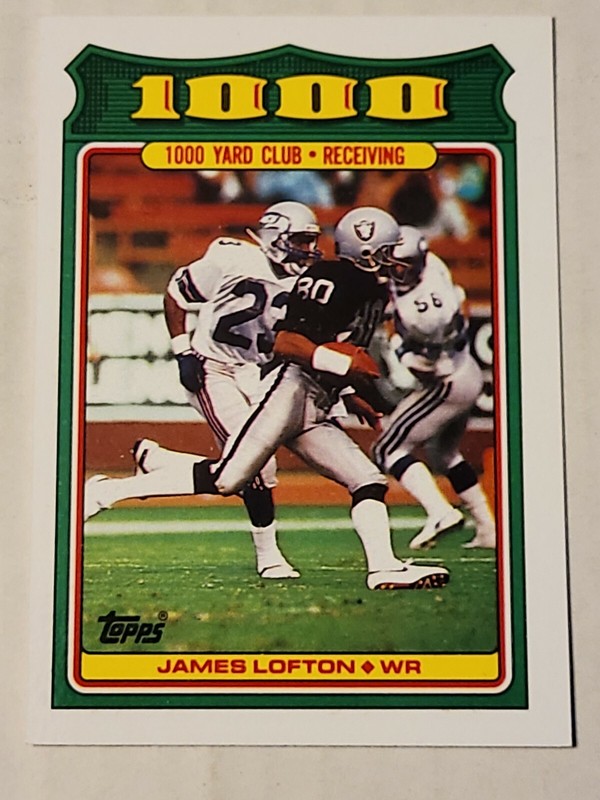 1000
1000 YARD CLUB • RECEIVING
23
80
56
topps®
JAMES LOFTON ♦ WR